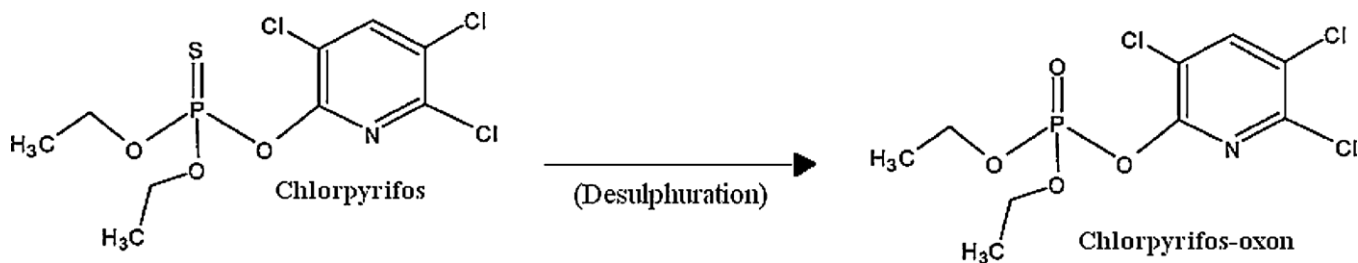 Cl
Cl
S
P
N
Cl
O
O
O
H₃C
Chlorpyrifos
H₃C
(Desulphuration)
Cl
Cl
O
P
N
Cl
O
O
O
H₃C
H₃C
Chlorpyrifos-oxon